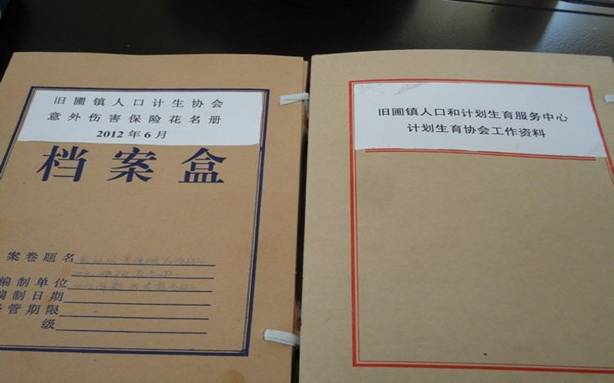 旧圃镇人口计生协会
意外伤害保险花名册
2012年6月
档案盒
案卷题名
编制单位
编制日期
管期限
级
旧圃镇人口和计划生育服务中心
计划生育协会工作资料